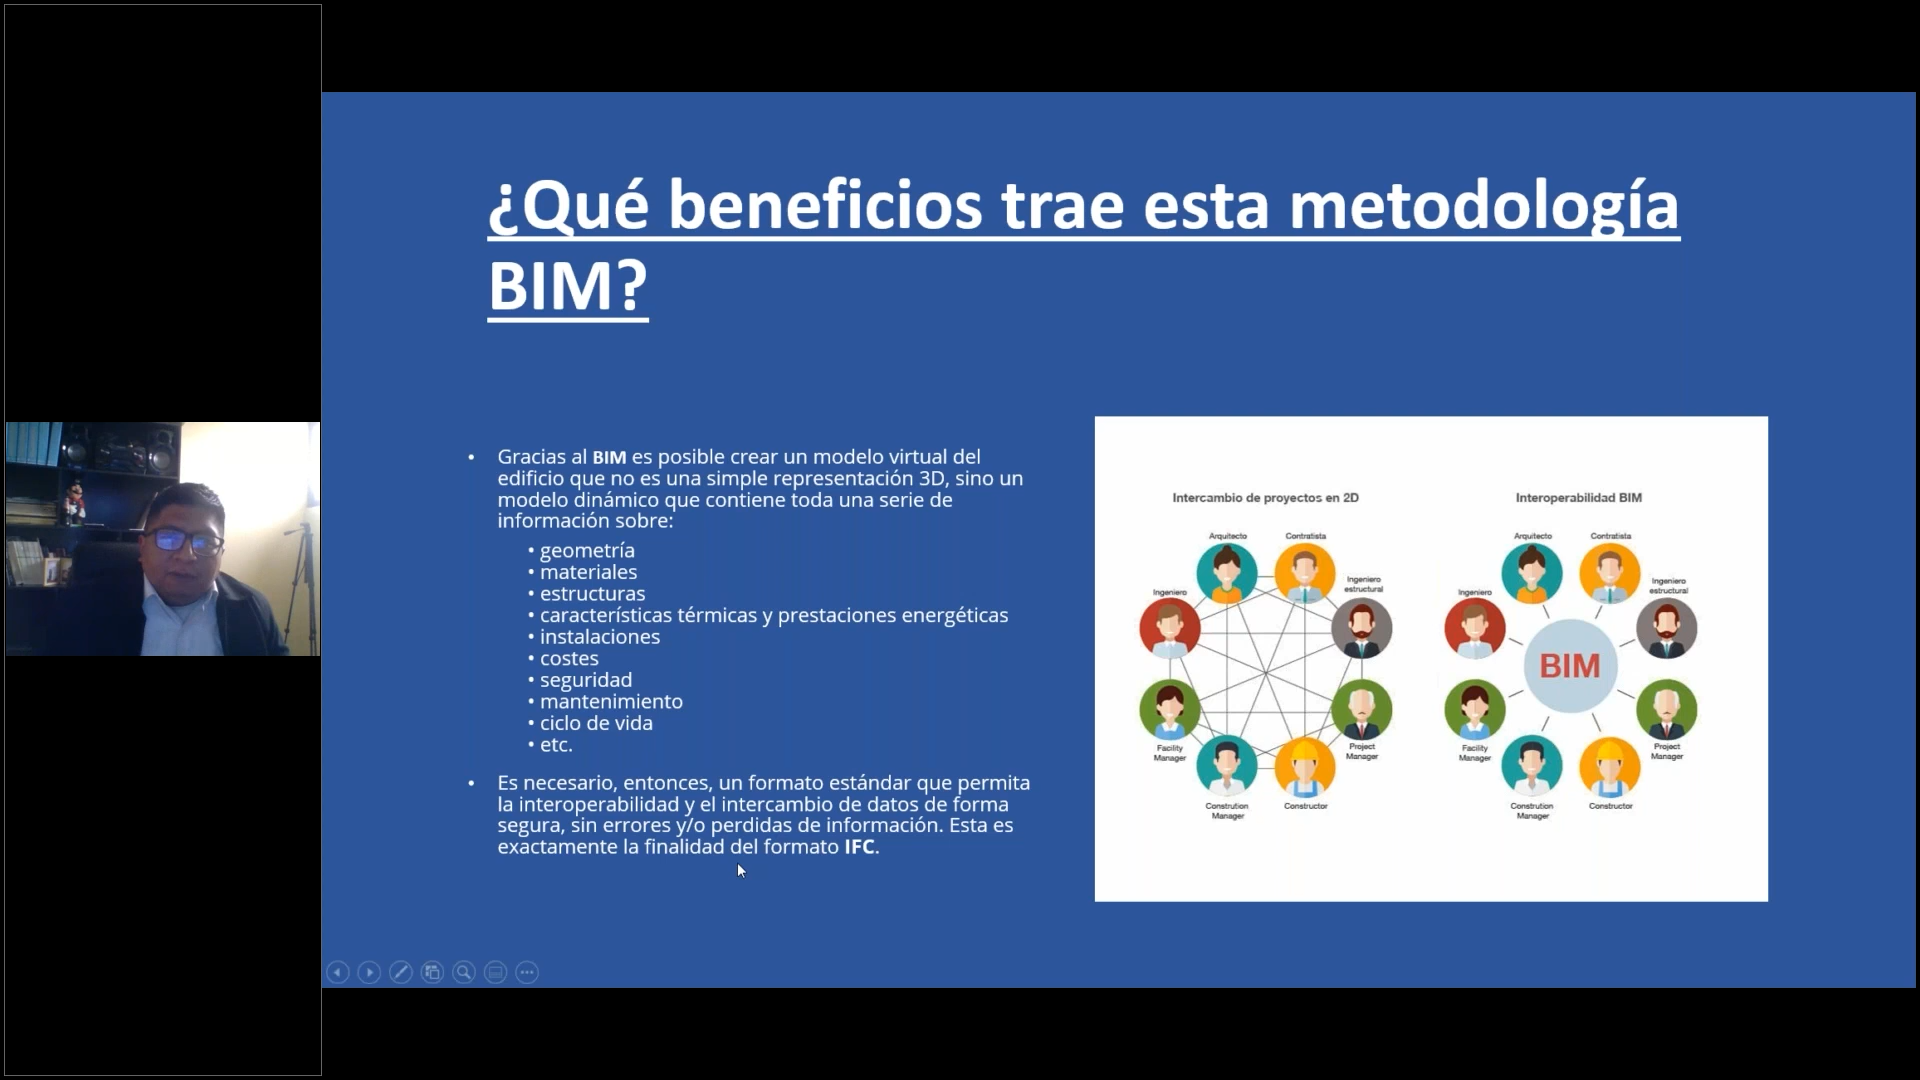 ¿Qué beneficios trae esta metodología
BIM?
• Gracias al BIM es posible crear un modelo virtual del
edificio que no es una simple representación 3D, sino un
modelo dinámico que contiene toda una serie de
información sobre:
• geometría
• materiales
• estructuras
• características térmicas y prestaciones energéticas
• instalaciones
• costes
• seguridad
• mantenimiento
• ciclo de vida
• etc.
• Es necesario, entonces, un formato estándar que permita
la interoperabilidad y el intercambio de datos de forma
segura, sin errores y/o perdidas de información. Esta es
exactamente la finalidad del formato IFC.
Intercambio de proyectos en 2D
Arquitecto
Contratista
Ingeniero
Ingeniero
estructural
Facility
Manager
Project
Manager
Constrution
Manager
Constructor
Interoperabilidad BIM
Arquitecto
Contratista
Ingeniero
Ingeniero
estructural
BIM
Facility
Manager
Project
Manager
Constrution
Manager
Constructor